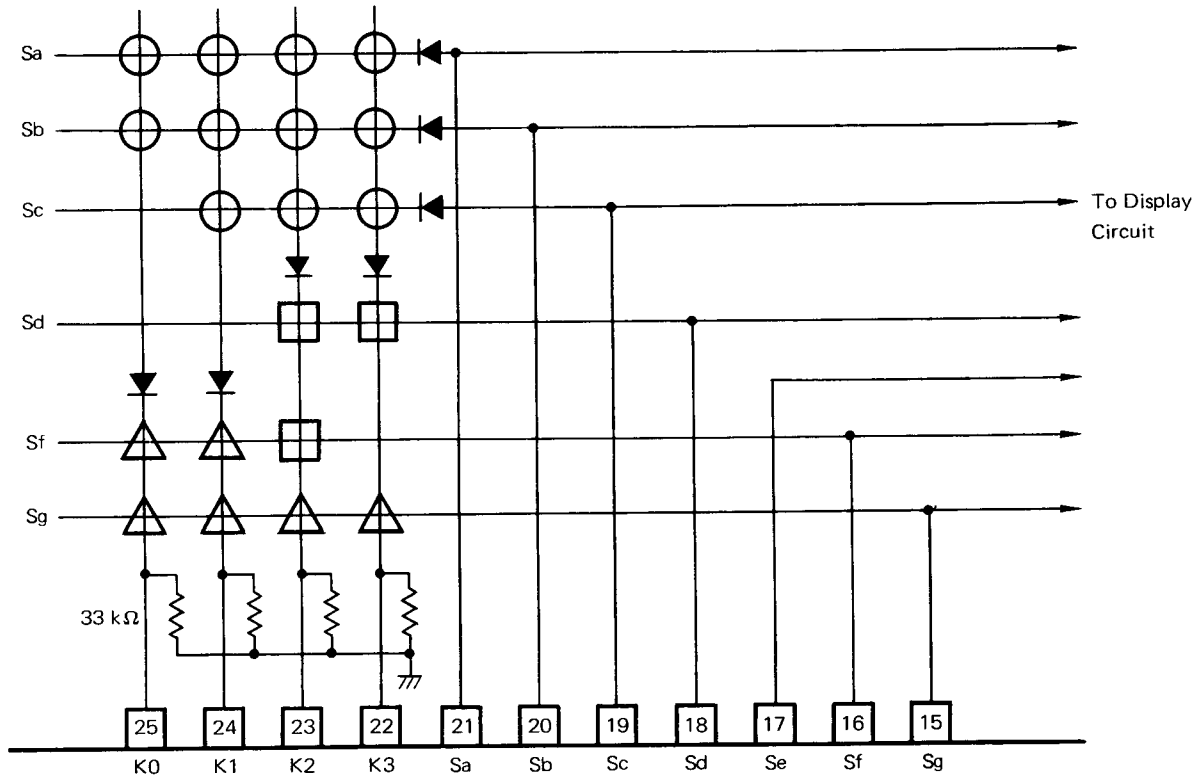 Sa
Sb
Sc
To Display
Circuit
Sd
Sf
Sg
33 kΩ
25 24 23 22 21 20 19 18 17 16 15
K0 K1 K2 K3 Sa Sb Sc Sd Se Sf Sg